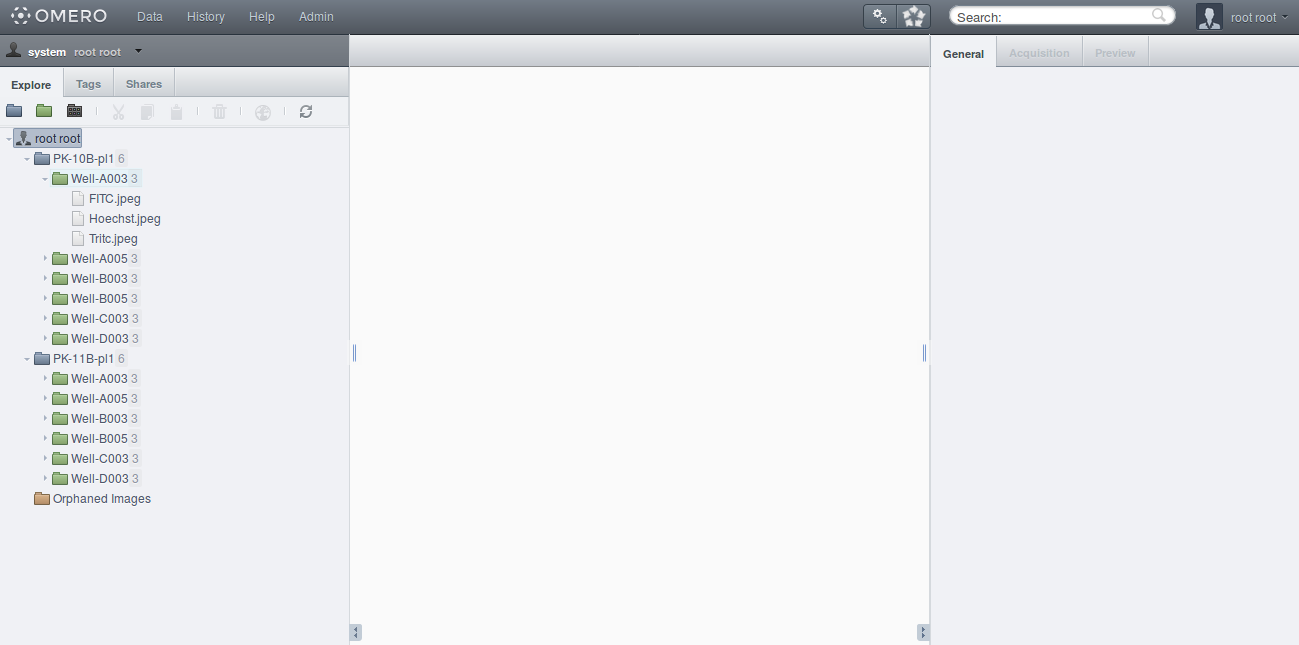 OMERO Data History Help Admin Search: root root
system root root
General Acquisition Preview
Explore Tags Shares
root root
PK-10B-pl1 6
Well-A003 3
FITC.jpeg
Hoechst.jpeg
Tritc.jpeg
Well-A005 3
Well-B003 3
Well-B005 3
Well-C003 3
Well-D003 3
PK-11B-pl1 6
Well-A003 3
Well-A005 3
Well-B003 3
Well-B005 3
Well-C003 3
Well-D003 3
Orphaned Images